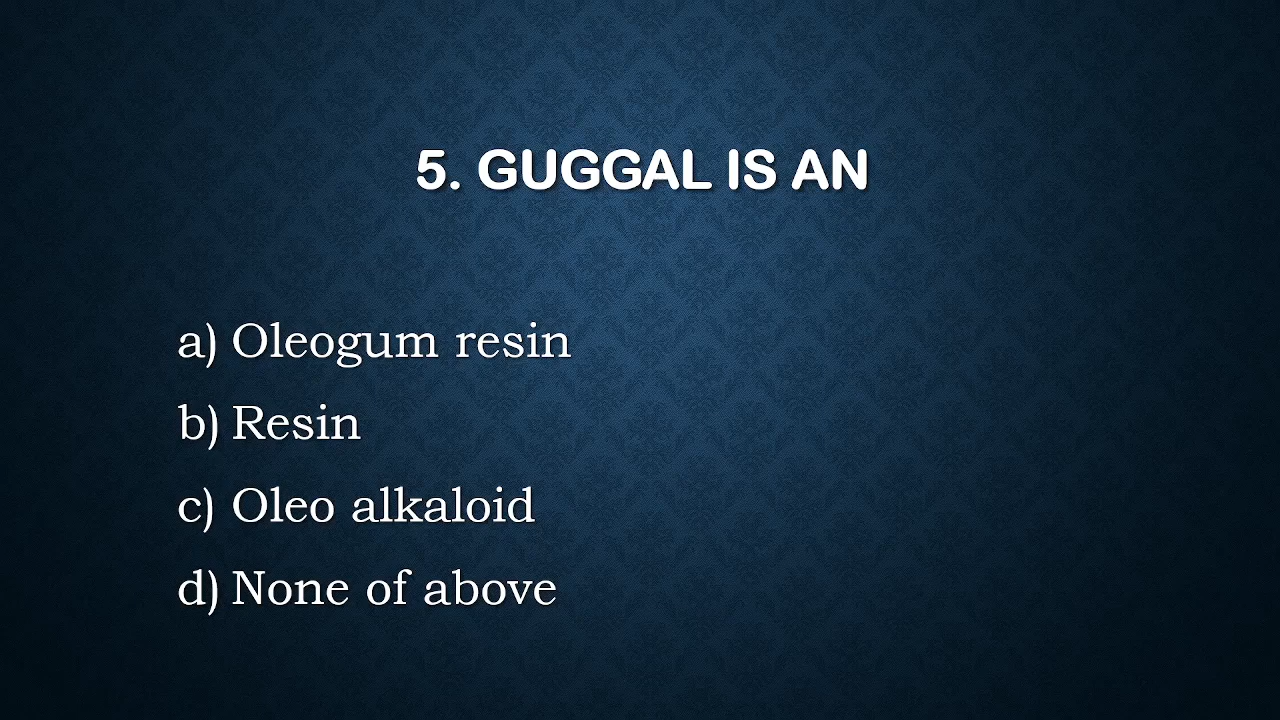 5. GUGGAL IS AN
a) Oleogum resin
b) Resin
c) Oleo alkaloid
d) None of above